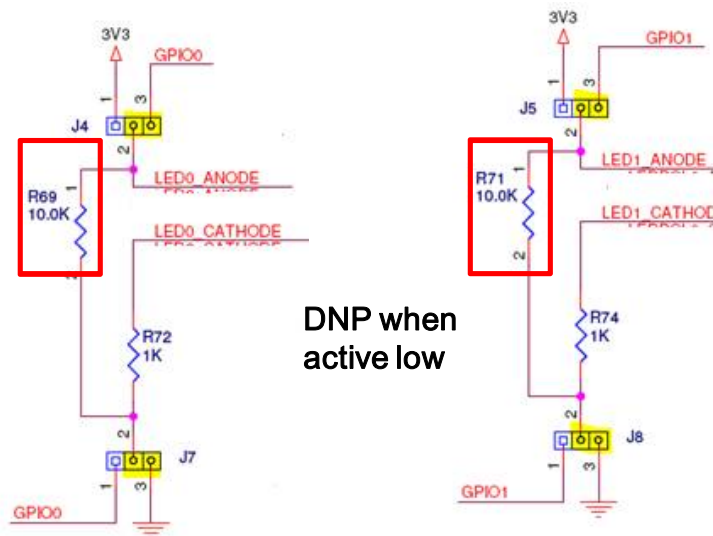 3V3
GPIO0
1
3
J4
2
R69
10.0K
1
LED0_ANODE
LED0_CATHODE
R72
1K
2
J7
1
3
GPIO0
DNP when
active low
3V3
GPIO1
1
3
J5
2
R71
10.0K
1
2
LED1_ANODE
LED1_CATHOD
R74
1K
2
J8
1
3
GPIO1